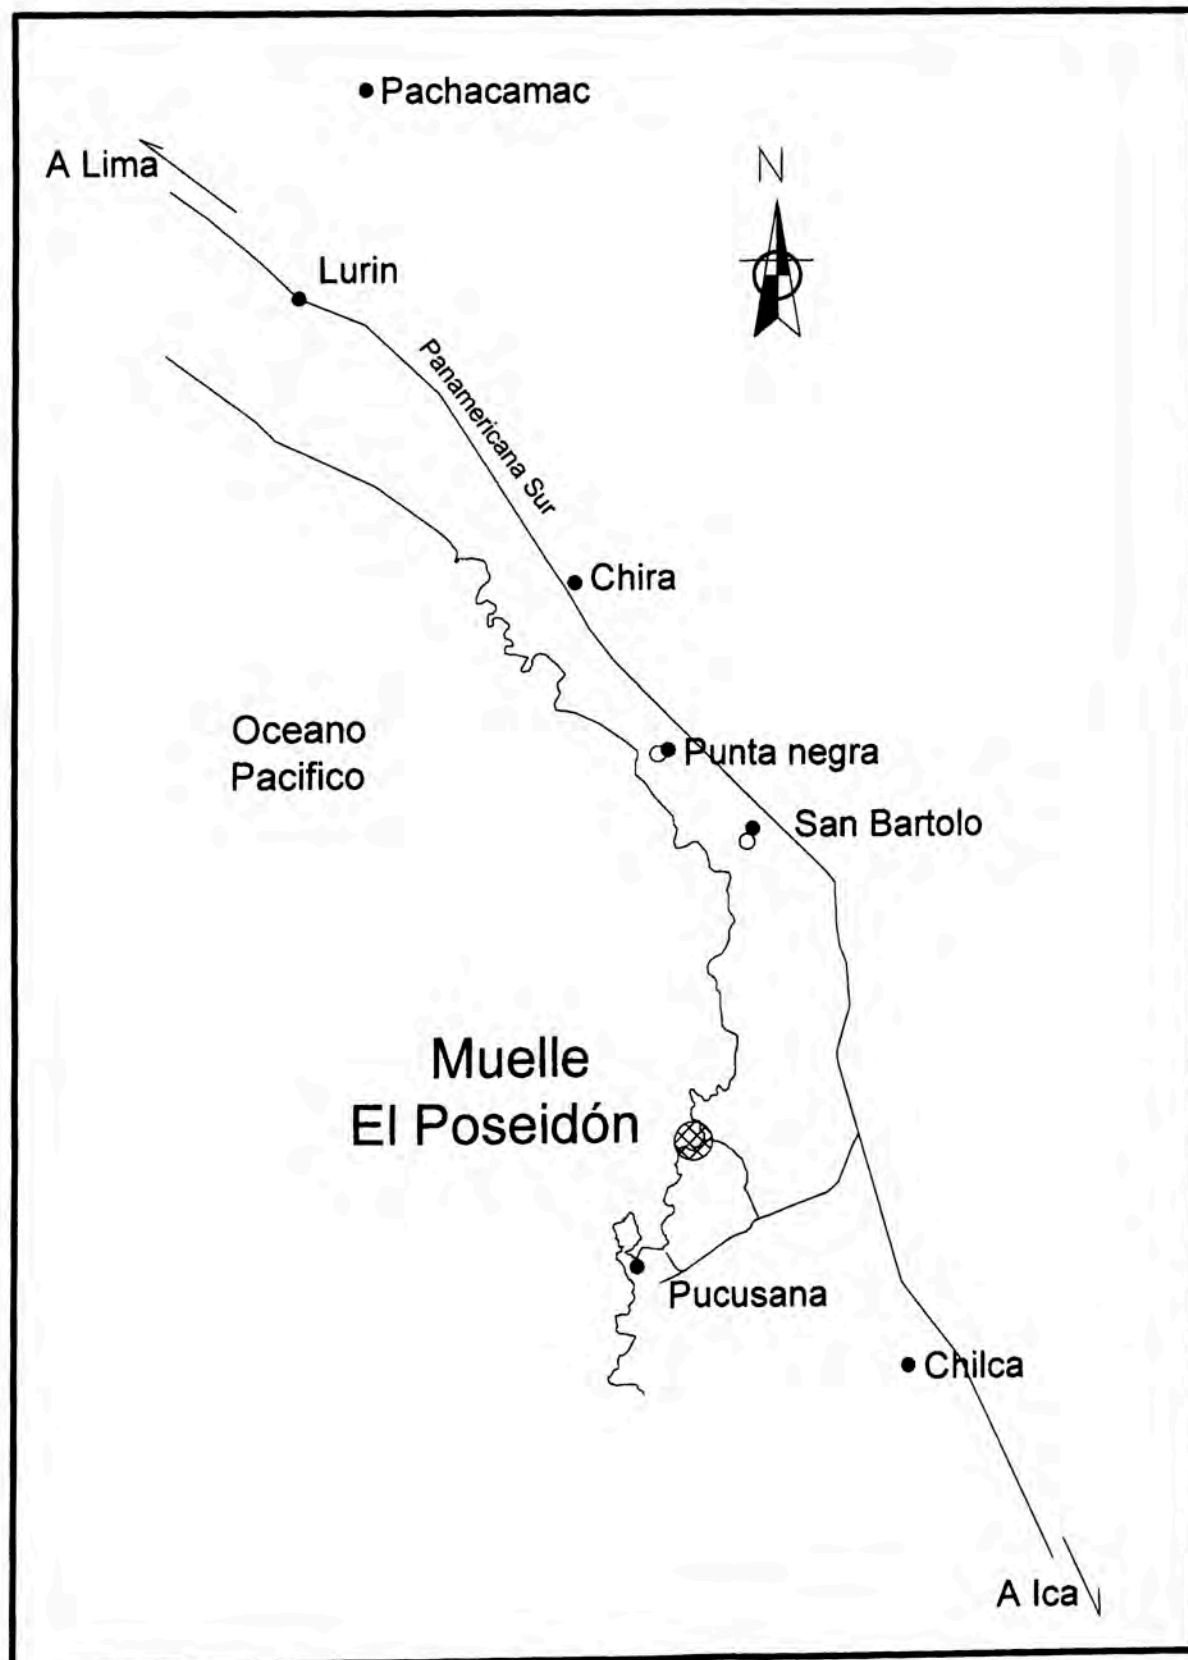 Pachacamac
A Lima
N
Lurin
Panamericana Sur
Chira
Oceano
Pacifico
Punta negra
San Bartolo
Muelle
El Poseidón
Pucusana
Chilca
A Ica